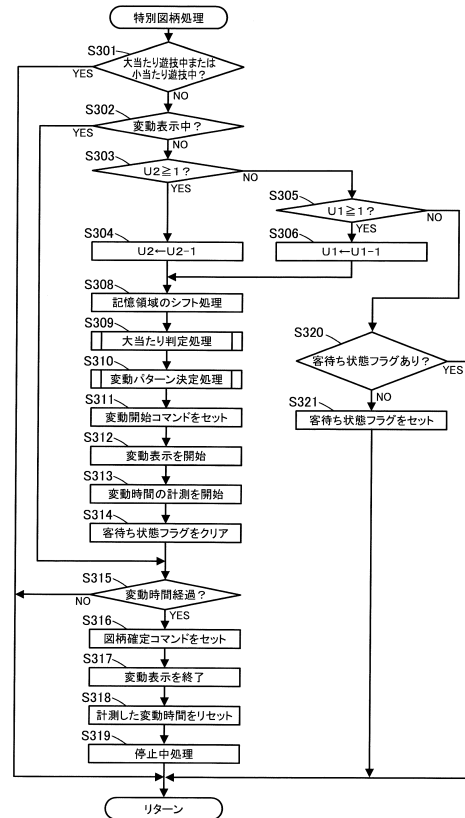 特別図柄処理
S301
大当たり遊技中または
小当たり遊技中？
YES
NO
S302
変動表示中？
YES
NO
S303
U2≧1？
NO
YES
S305
U1≧1？
NO
YES
S304
U2←U2-1
S306
U1←U1-1
S308
記憶領域のシフト処理
S309
大当たり判定処理
S310
変動パターン決定処理
S311
変動開始コマンドをセット
S312
変動表示を開始
S313
変動時間の計測を開始
S314
客待ち状態フラグをクリア
S320
客待ち状態フラグあり？
YES
NO
S321
客待ち状態フラグをセット
S315
変動時間経過？
NO
YES
S316
図柄確定コマンドをセット
S317
変動表示を終了
S318
計測した変動時間をリセット
S319
停止中処理
リターン